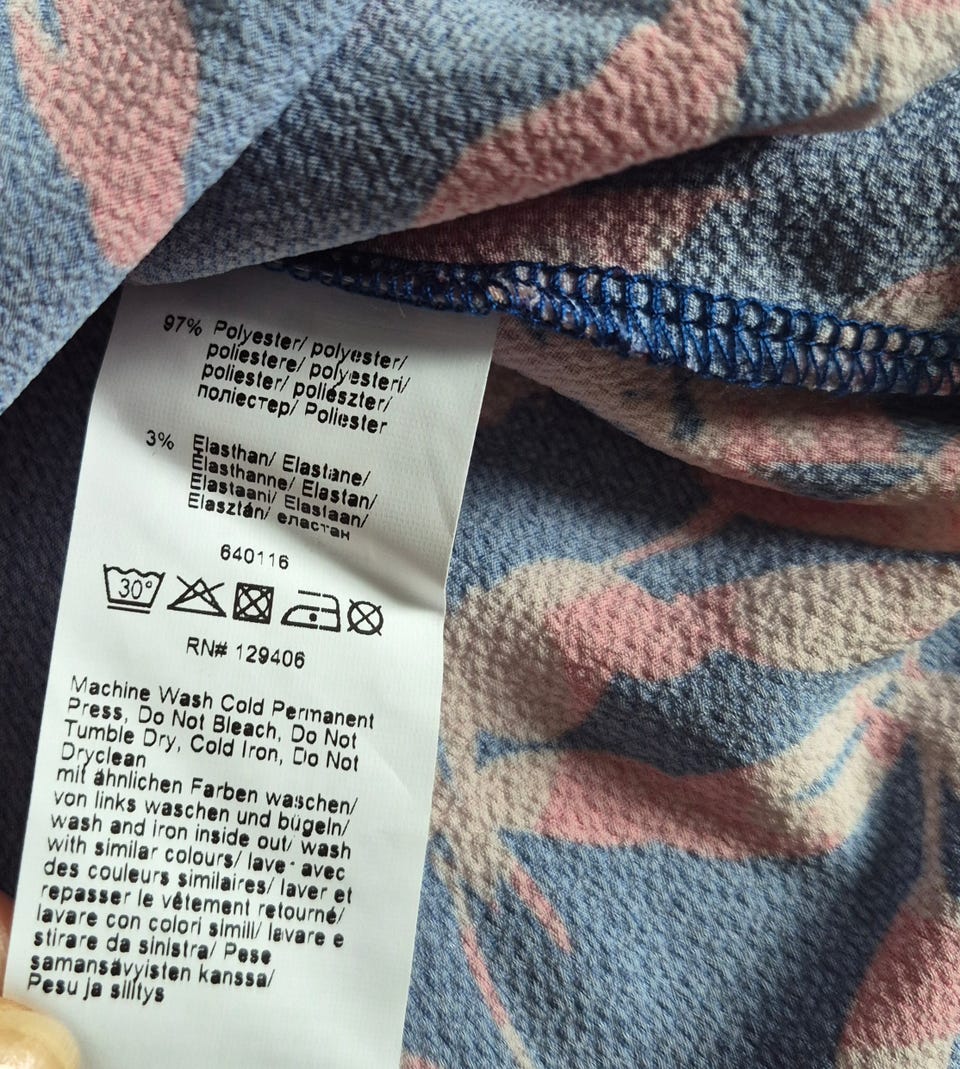 97% Polyester/ polyester/
poliestere/ polyesteri/
poliester/ poliészter/
поліестер/ Poliester
3% Elasthan/ Elastane/
Elasthanne/ Elastan/
Elastaani/ Elastaan/
Elasztán/ еластан
640116
30°
RN# 129406
Machine Wash Cold Permanent
Press, Do Not Bleach, Do Not
Tumble Dry, Cold Iron, Do Not
Dryclean
mit ähnlichen Farben waschen/
von links waschen und bügeln/
wash and iron inside out/ wash
with similar colours/ laver avec
des couleurs similaires/ laver et
repasser le vêtement retourné/
lavare con colori simili/ lavare e
stirare da sinistra/ Pese
samansävyisten kanssa/
Pesu ja silitys